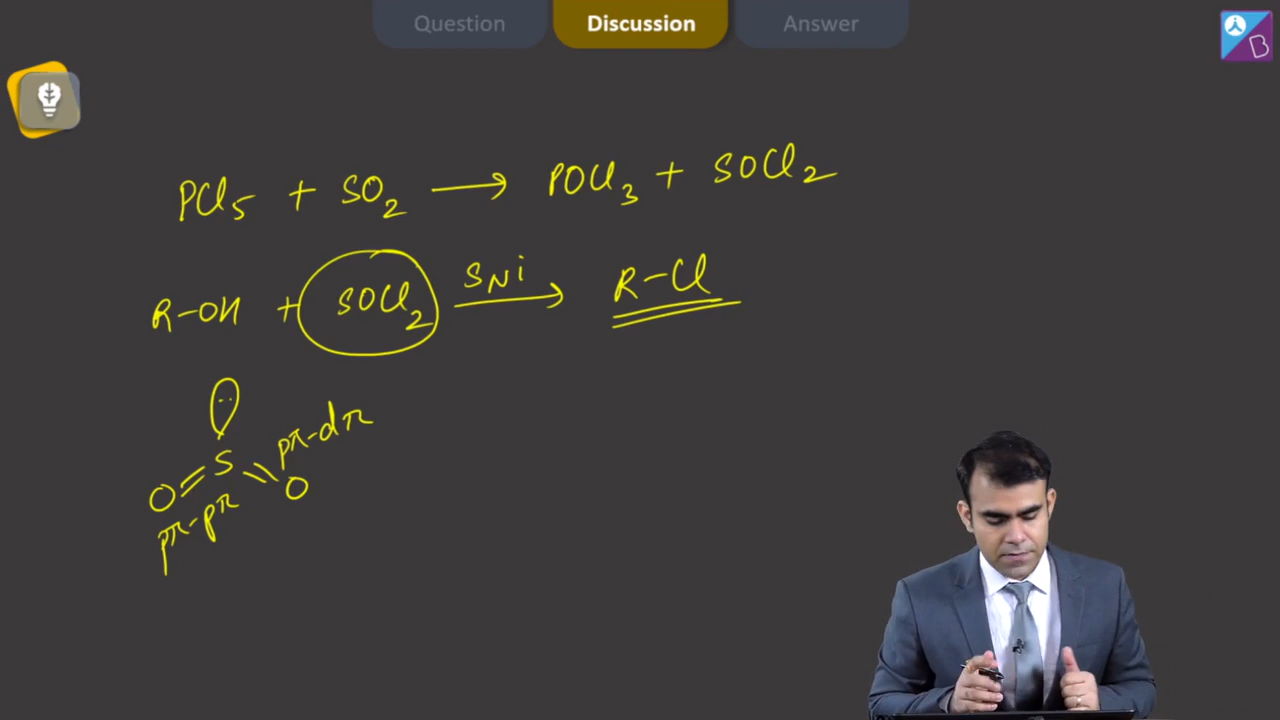 Question Discussion Answer
B
PCl₅ + SO₂ → POCl₃ + SOCl₂
R-OH + SOCl₂ SNi → R-Cl
S
pπ-dπ
O
O
pπ-pπ